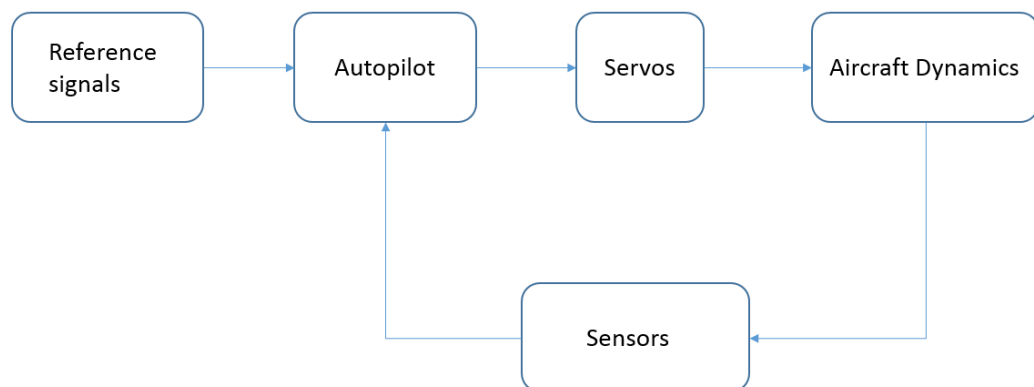 Reference
signals
Autopilot
Servos
Aircraft Dynamics
Sensors